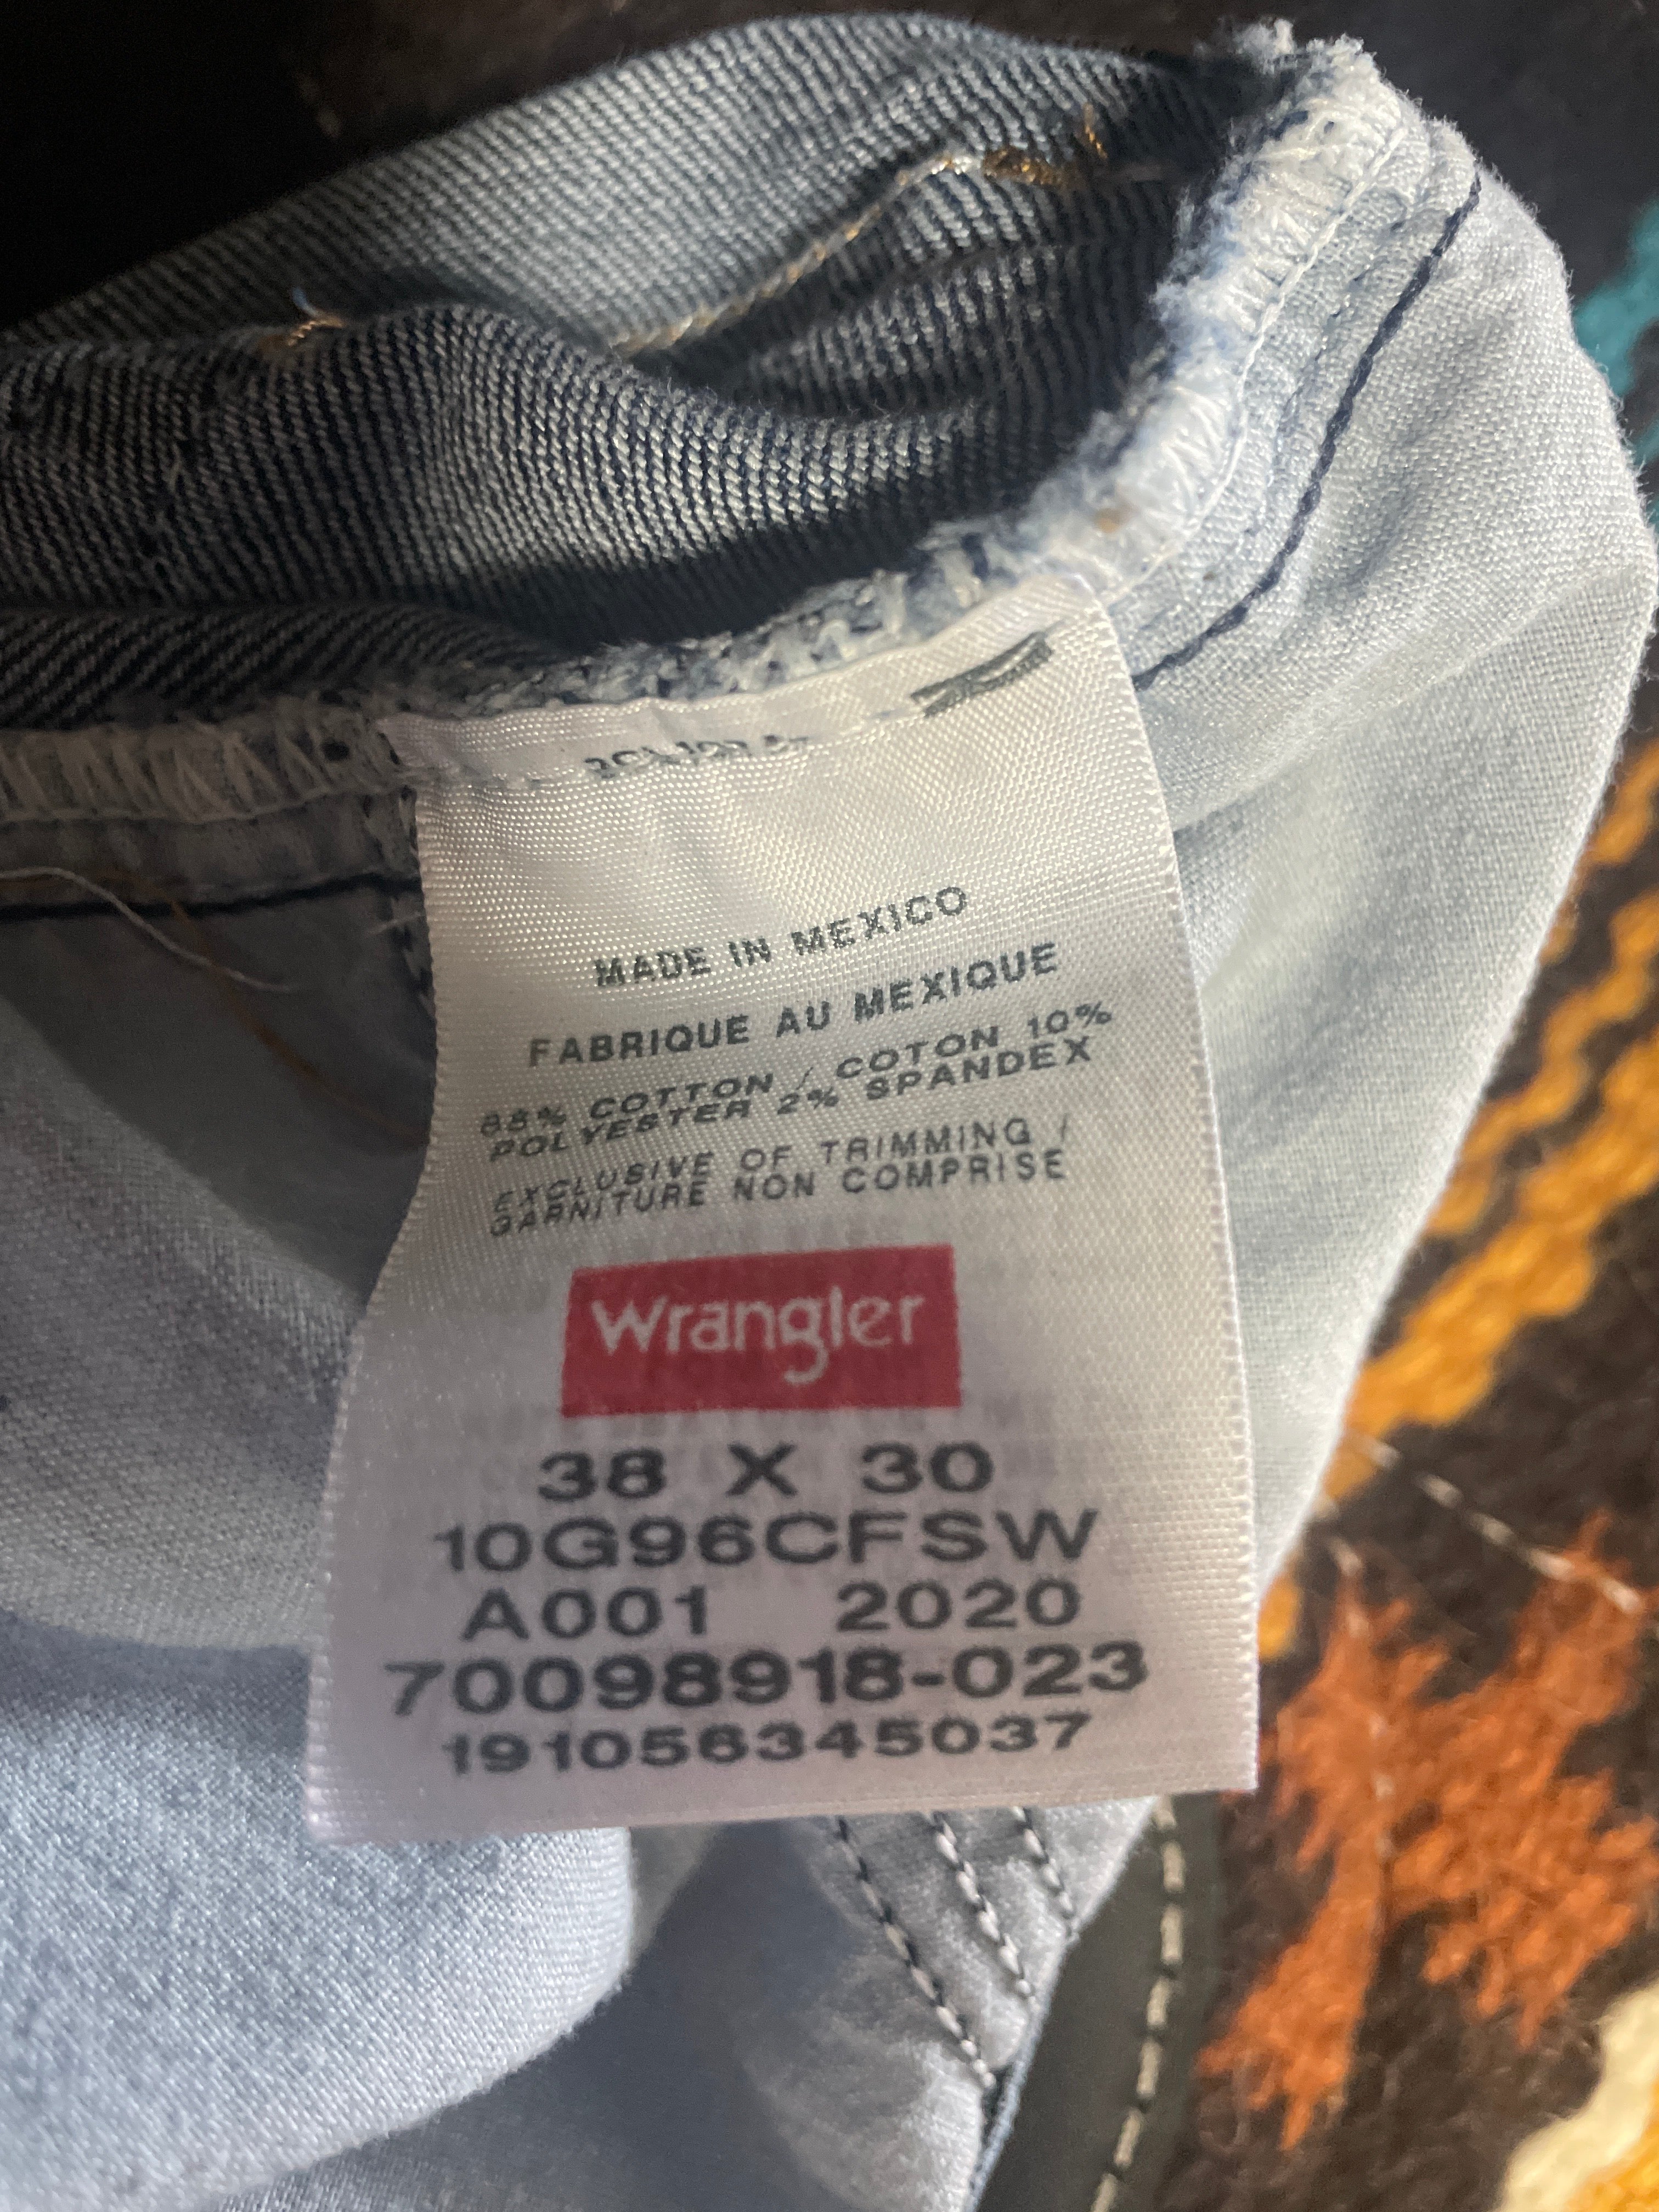 MADE IN MEXICO
FABRIQUE AU MEXIQUE
88% COTTON / COTON 10%
POLYESTER 2% SPANDEX
EXCLUSIVE OF TRIMMING /
GARNITURE NON COMPRISE
Wrangler
38 X 30
10G96CFSW
A001 2020
70098918-023
191056345037